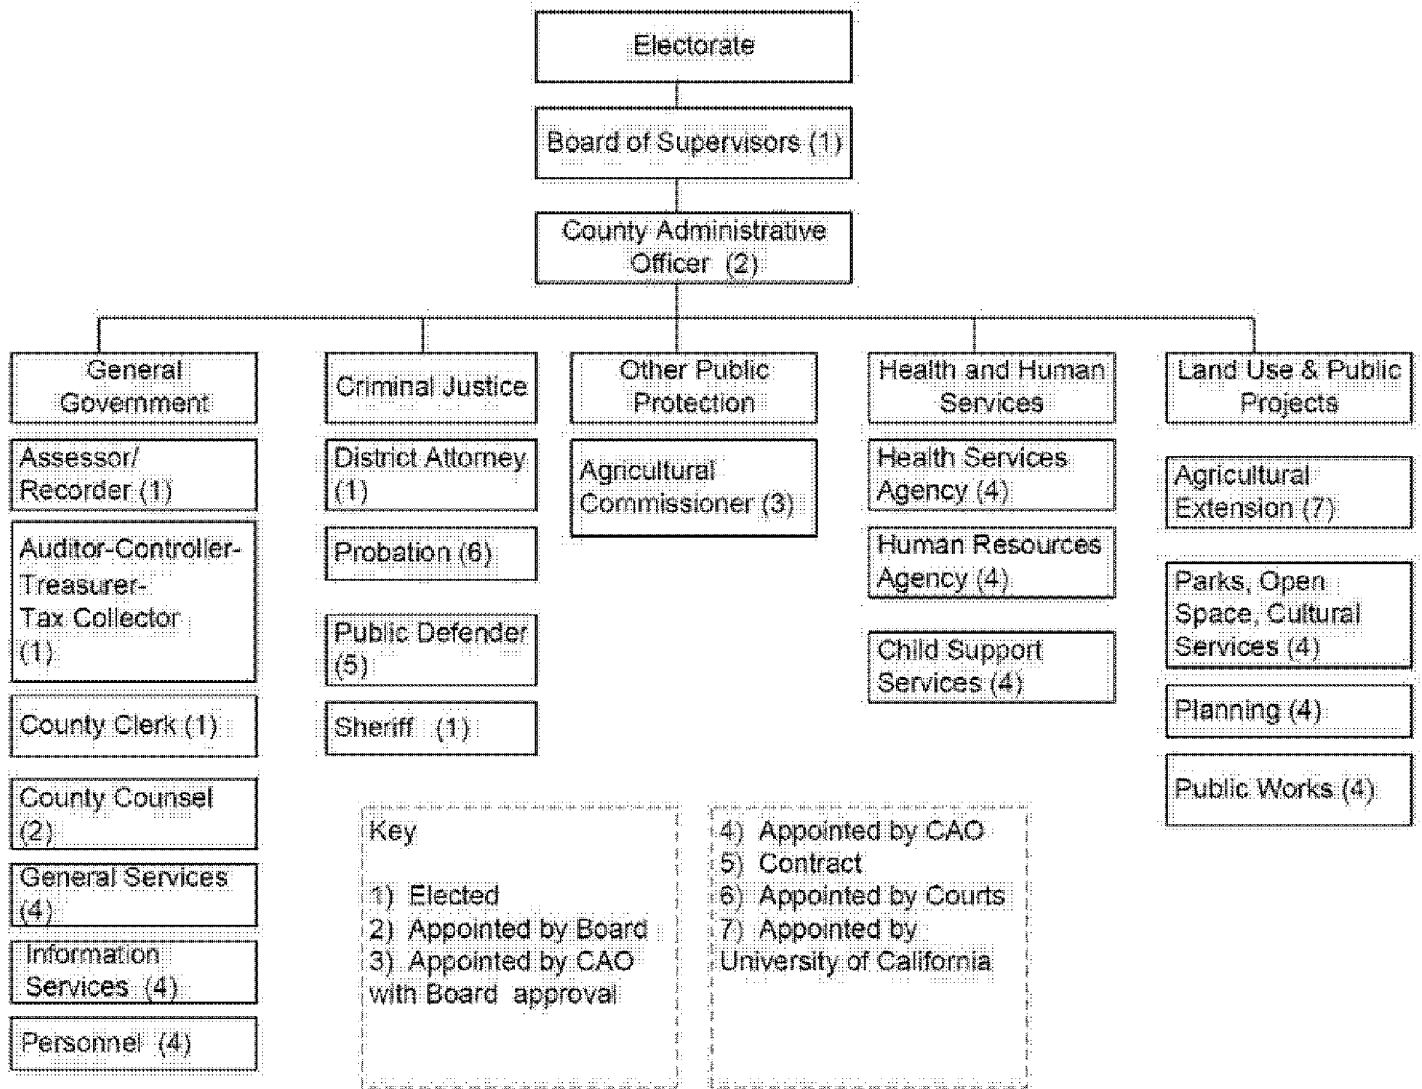 Electorate
Board of Supervisors (1)
County Administrative
Officer (2)
General
Government
Assessor/
Recorder (1)
Auditor-Controller-
Treasurer-
Tax Collector
(1)
County Clerk (1)
County Counsel
(2)
General Services
(4)
Information
Services (4)
Personnel (4)
Criminal Justice
District Attorney
(1)
Probation (6)
Public Defender
(5)
Sheriff (1)
Other Public
Protection
Agricultural
Commissioner (3)
Health and Human
Services
Health Services
Agency (4)
Human Resources
Agency (4)
Child Support
Services (4)
Land Use & Public
Projects
Agricultural
Extension (7)
Parks, Open
Space, Cultural
Services (4)
Planning (4)
Public Works (4)
Key
1) Elected
2) Appointed by Board
3) Appointed by CAO
with Board approval
4) Appointed by CAO
5) Contract
6) Appointed by Courts
7) Appointed by
University of California